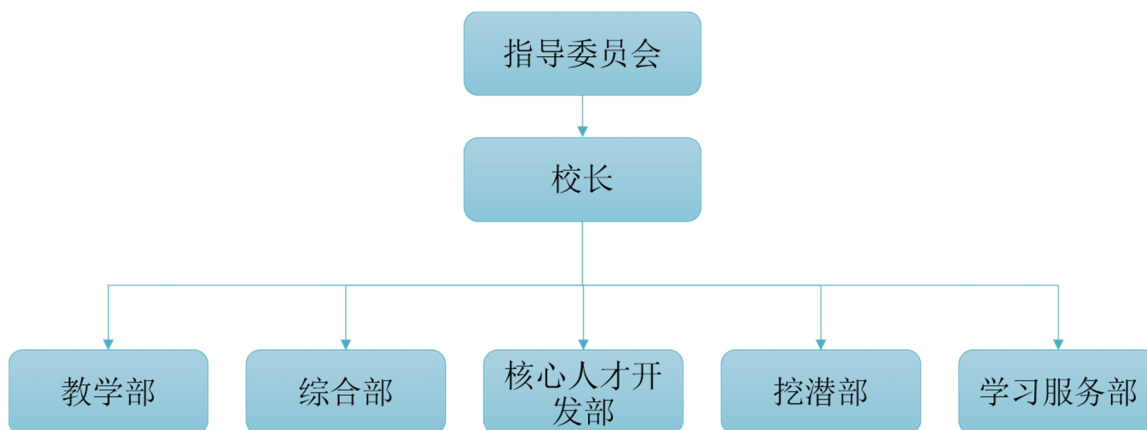 指导委员会
校长
教学部
综合部
核心人才开
发部
挖潜部
学习服务部